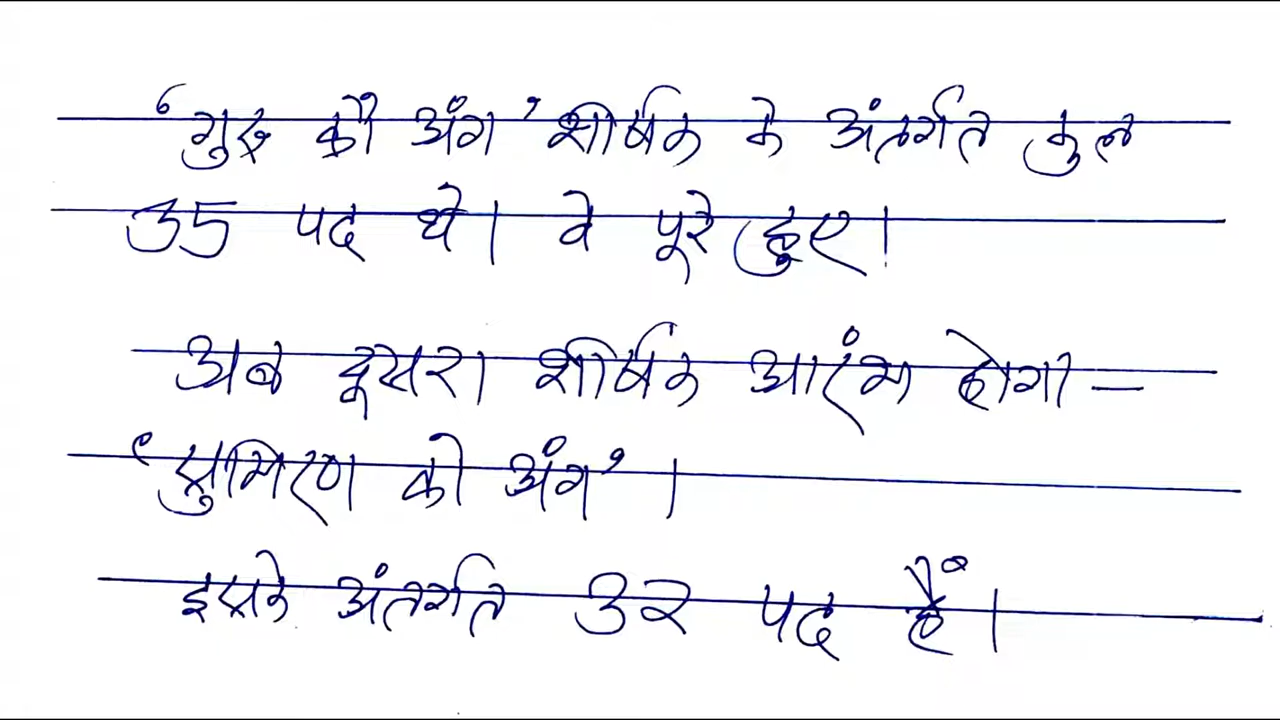 ‘गुरु कौ अंग’ शीर्षक के अंतर्गत कुल
35 पद थे। वे पूरे हुए।
अब दूसरा शीर्षक आरंभ होगा –
‘सुमिरण कौ अंग’।
इसके अंतर्गत 32 पद हैं।